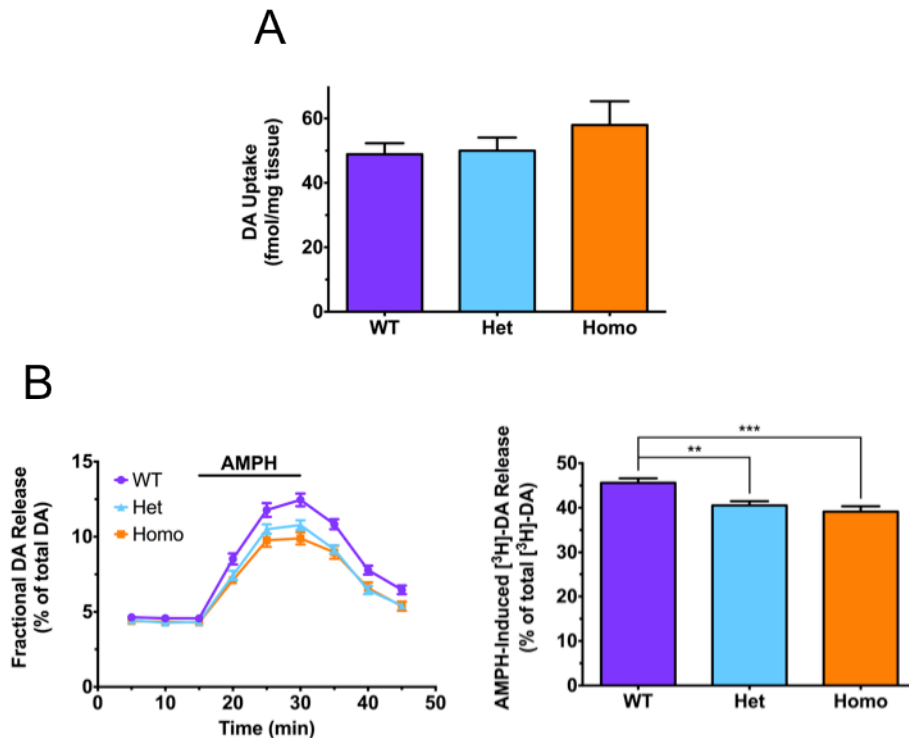 A
DA Uptake
(fmol/mg tissue)
60
40
20
0
WT Het Homo
B
Fractional DA Release
(% of total DA)
15
10
5
0
WT
Het
Homo
AMPH
0 10 20 30 40 50
Time (min)
AMPH-Induced [³H]-DA Release
(% of total [³H]-DA)
***
**
50
40
30
40
10
0
WT Het Homo